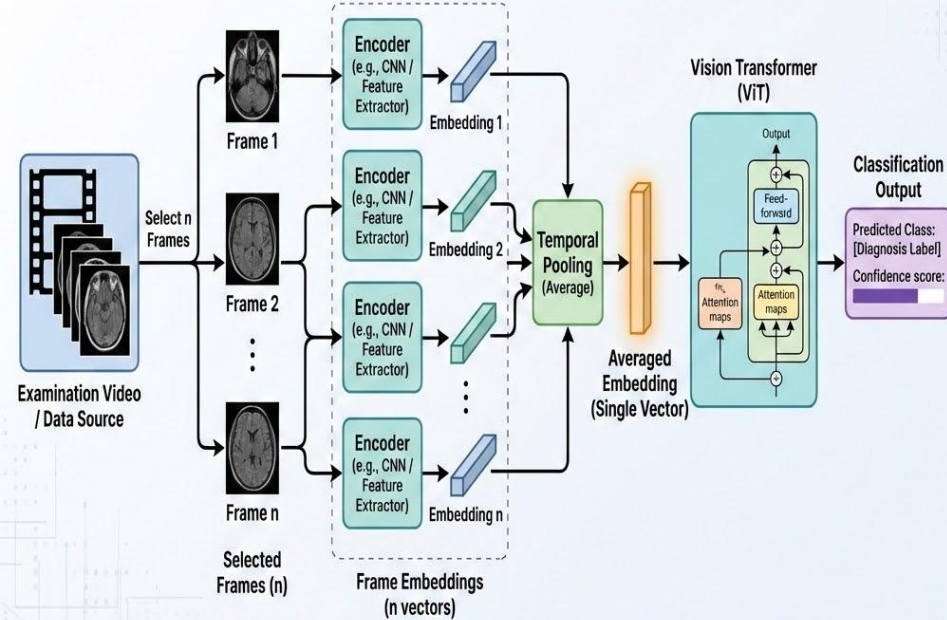 Examination Video
/ Data Source
Select n
Frames
Frame 1
Frame 2
Frame n
Selected
Frames (n)
Encoder
(e.g., CNN /
Feature
Extractor)
Embedding 1
Encoder
(e.g., CNN /
Feature
Extractor)
Embedding 2
Encoder
(e.g., CNN /
Feature
Extractor)
Encoder
(e.g., CNN /
Feature
Extractor)
Embedding n
Frame Embeddings
(n vectors)
Temporal
Pooling
(Average)
Averaged
Embedding
(Single Vector)
Vision Transformer
(ViT)
Output
Feed-
forward
Attention
maps
Attention
maps
Classification
Output
Predicted Class:
[Diagnosis Label]
Confidence score: